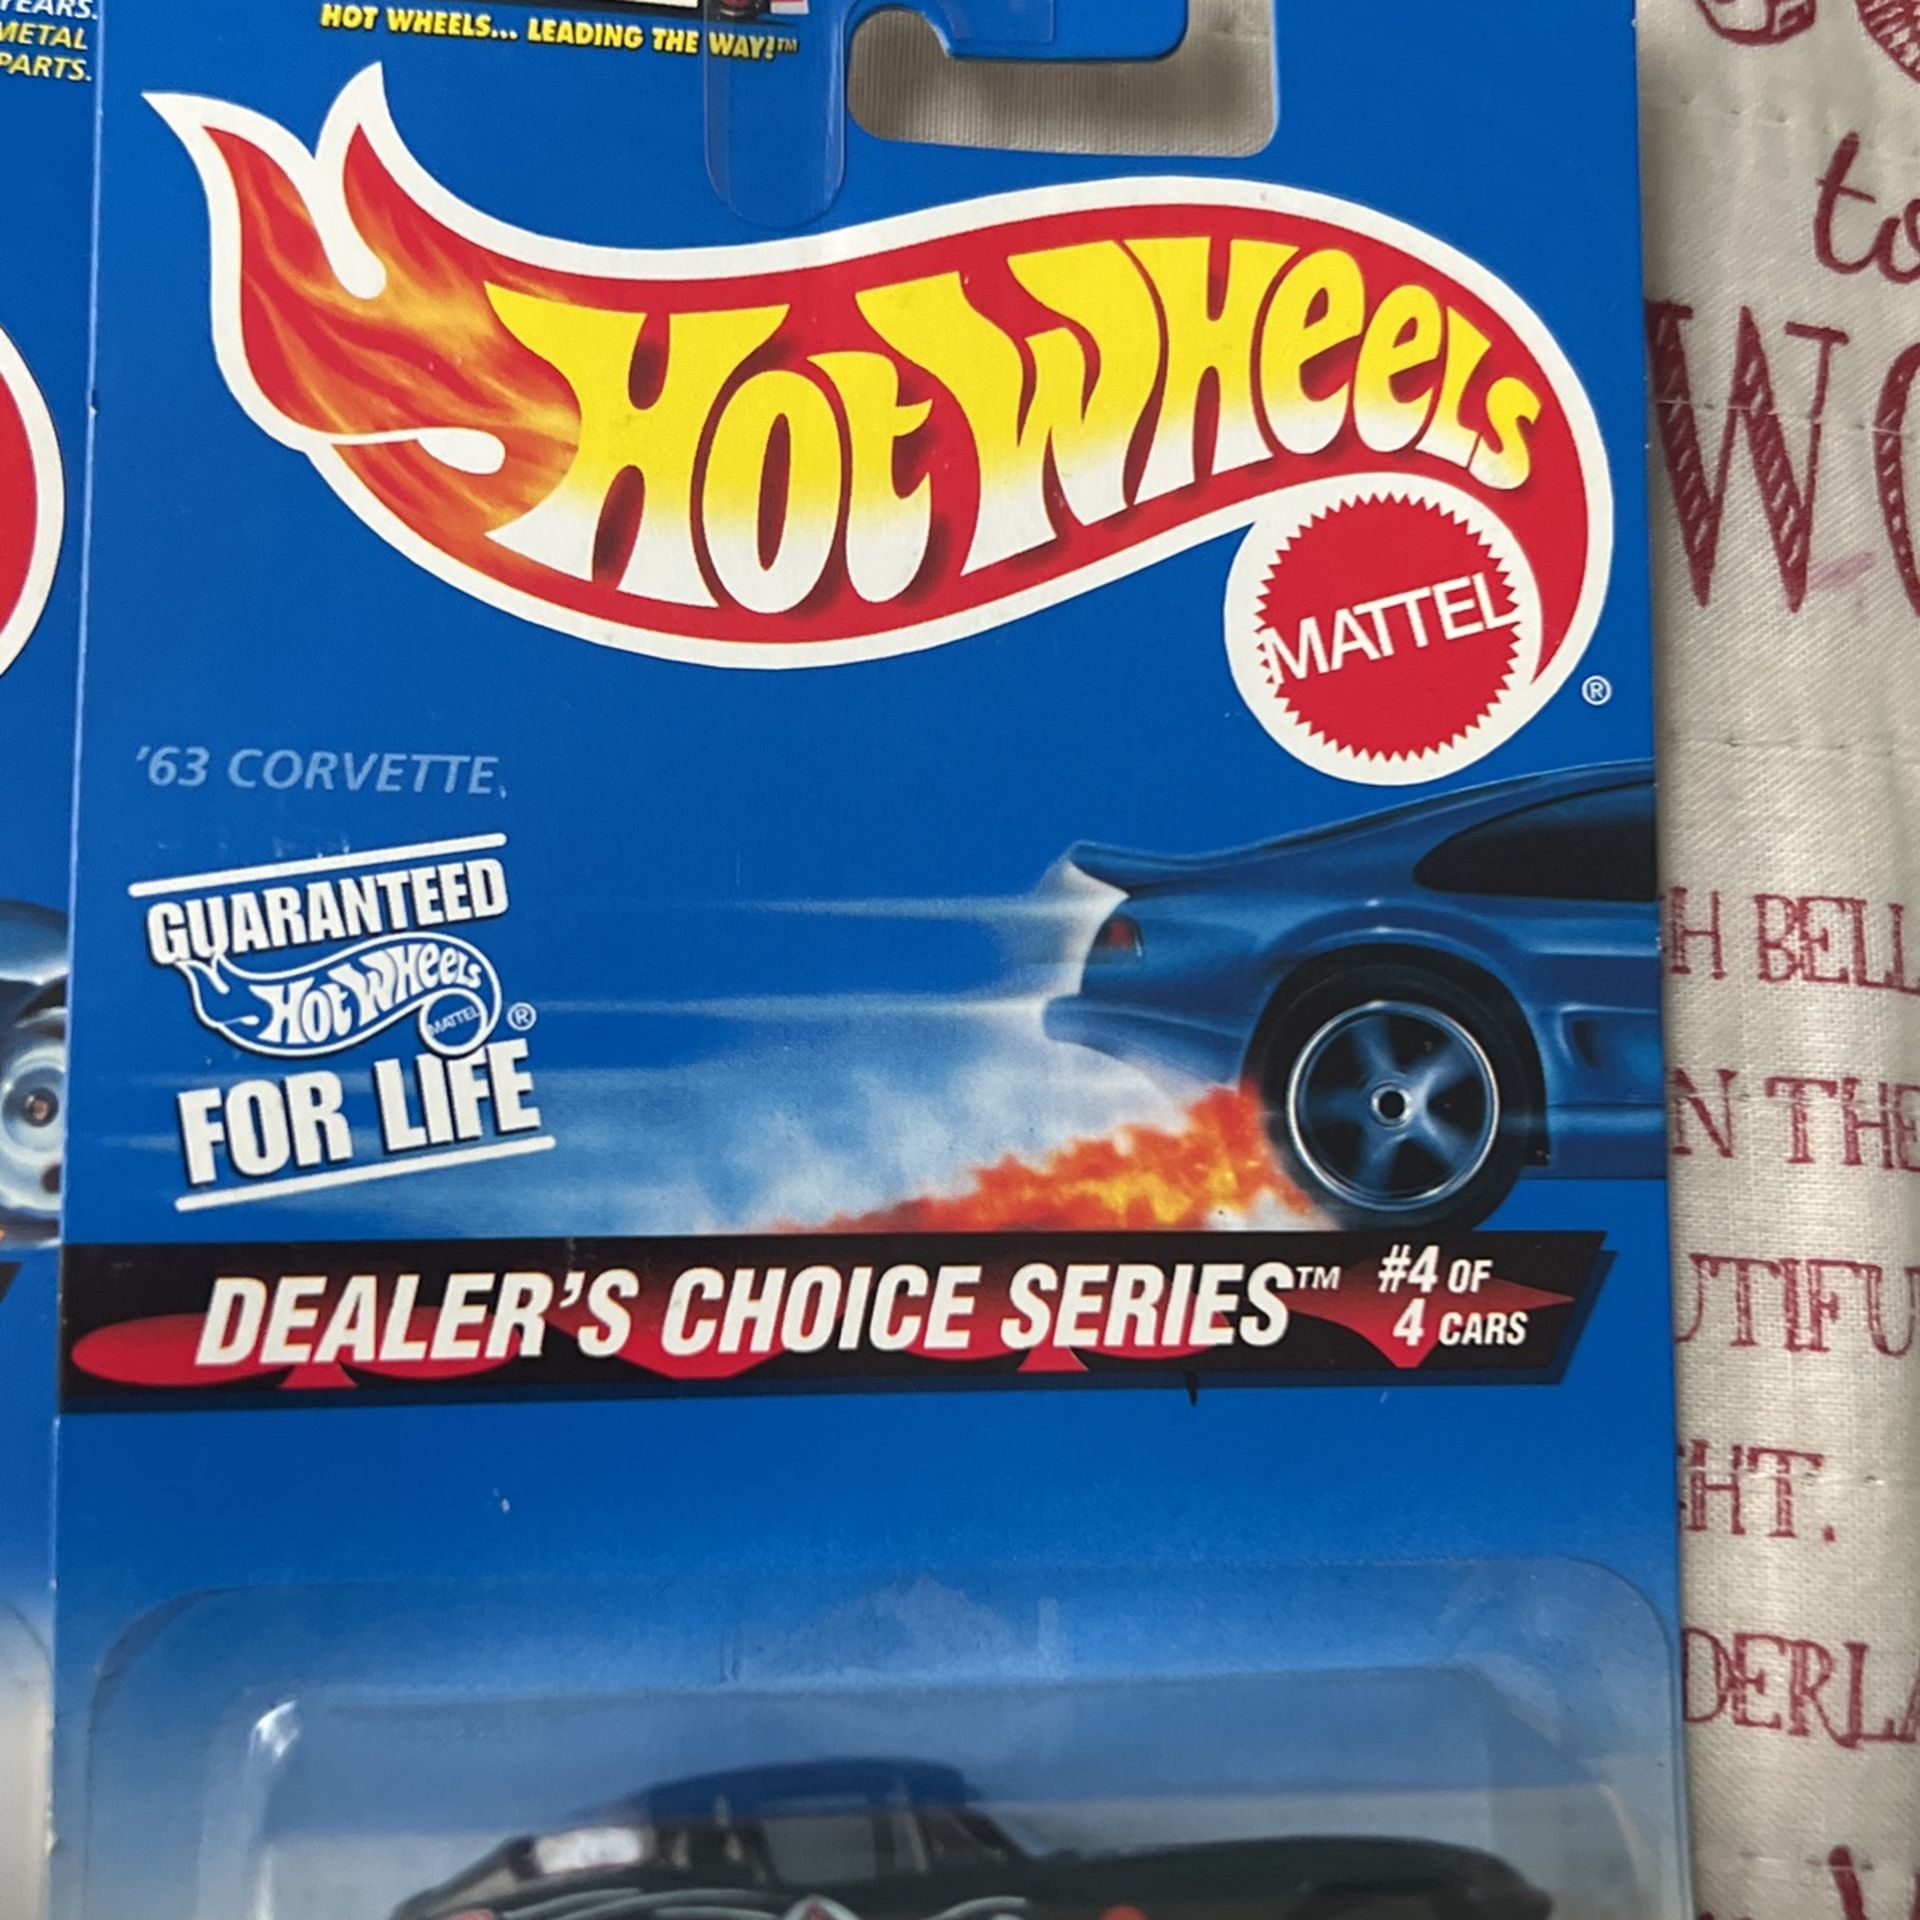 METAL
PARTS.
HOT WHEELS... LEADING THE WAY!™
HOT WHEELS
MATTEL
®
'63 CORVETTE
GUARANTEED
HOT WHEELS
MATTEL
®
FOR LIFE
DEALER'S CHOICE SERIES™ #4 OF
4 CARS
to
BELL
THE